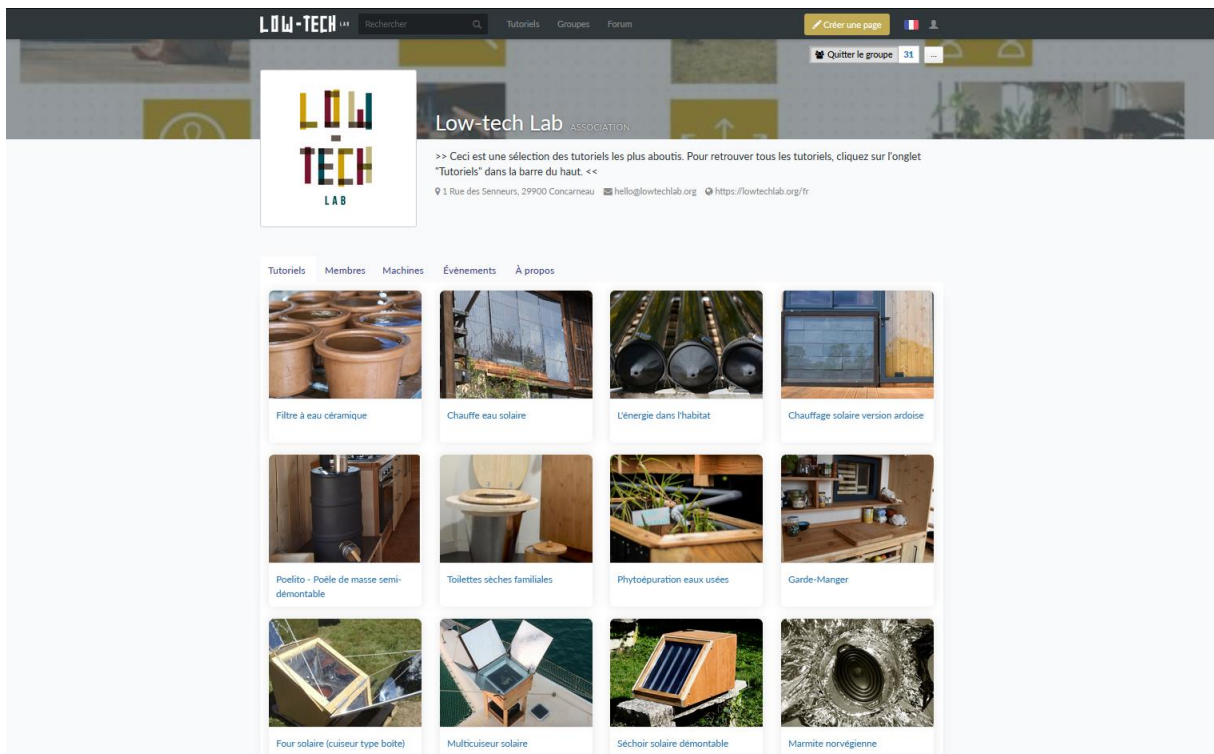 LOW-TECH LAB Rechercher Tutoriels Groupes Forum Créer une page
Quitter le groupe 31 ...
LOW
-
TECH
LAB
Low-tech Lab ASSOCIATION
>> Ceci est une sélection des tutoriels les plus aboutis. Pour retrouver tous les tutoriels, cliquez sur l'onglet
"Tutoriels" dans la barre du haut. <<
1 Rue des Senneurs, 29900 Concarneau hello@lowtechlab.org https://lowtechlab.org/fr
Tutoriels Membres Machines Évènements À propos
Filtre à eau céramique
Chauffe eau solaire
L'énergie dans l'habitat
Chauffage solaire version ardoise
Poelito - Poêle de masse semi-
démontable
Toilettes sèches familiales
Phytoépuration eaux usées
Garde-Manger
Four solaire (cuiseur type boîte)
Multicuiseur solaire
Séchoir solaire démontable
Marmite norvégienne